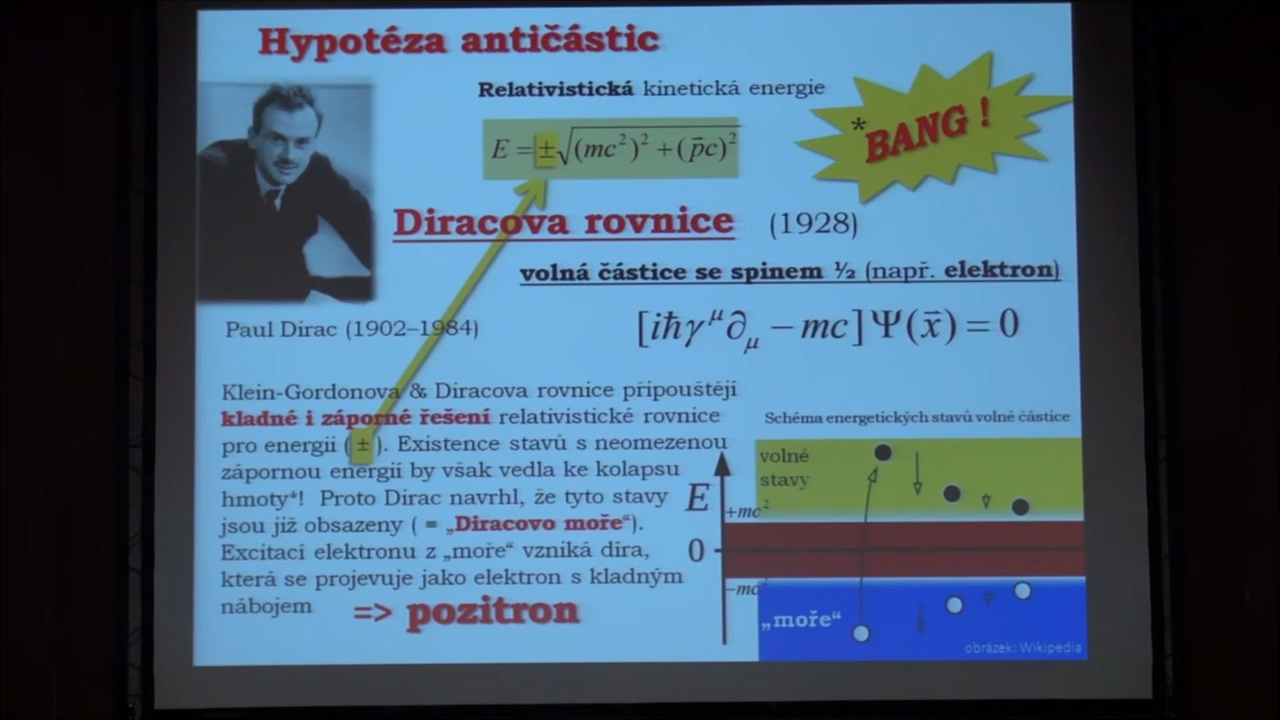 Hypotéza antičástic
Relativistická kinetická energie
*BANG !
E = ±√(mc²)² + (p⃗c)²
Diracova rovnice (1928)
volná částice se spinem ½ (např. elektron)
[iħγ^μ∂_μ − mc]Ψ(x⃗) = 0
Paul Dirac (1902–1984)
Klein-Gordonova & Diracova rovnice připouštějí
kladné i záporné řešení relativistické rovnice
pro energii (±). Existence stavů s neomezenou
zápornou energií by však vedla ke kolapsu
hmoty*! Proto Dirac navrhl, že tyto stavy
jsou již obsazeny ( = „Diracovo moře“).
Excitací elektronu z „moře“ vzniká díra,
která se projevuje jako elektron s kladným
nábojem => pozitron
Schéma energetických stavů volné částice
volné
stavy
E
+mc²
0
−mc²
„moře“
obrázek: Wikipedia